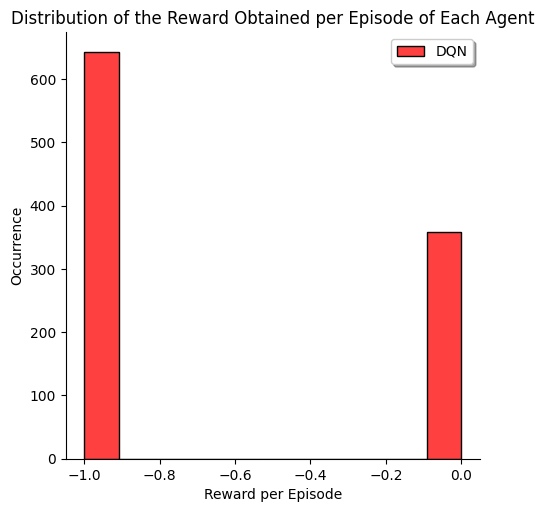 Distribution of the Reward Obtained per Episode of Each Agent
DQN
600
500
400
300
200
100
0
Occurrence
−1.0 −0.8 −0.6 −0.4 −0.2 0.0
Reward per Episode